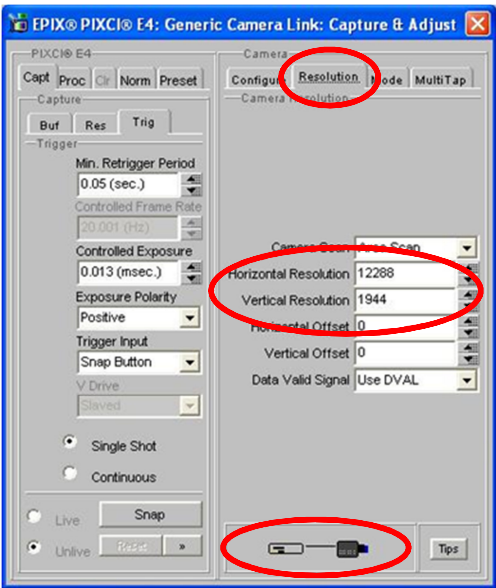 EPIX® PIXCI® E4: Generic Camera Link: Capture & Adjust
PIXCI® E4
Capt Proc Clr Norm Preset
Capture
Buf Res Trig
Trigger
Min. Retrigger Period
0.05 (sec.)
Controlled Frame Rate
20.001 (Hz)
Controlled Exposure
0.013 (msec.)
Exposure Polarity
Positive
Trigger Input
Snap Button
V Drive
Slaved
Single Shot
Continuous
Live Snap
Unlive Reset »
Camera
Configure Resolution Mode MultiTap
Camera Resolution
Camera Scan Area Scan
Horizontal Resolution 12288
Vertical Resolution 1944
Horizontal Offset 0
Vertical Offset 0
Data Valid Signal Use DVAL
Tips